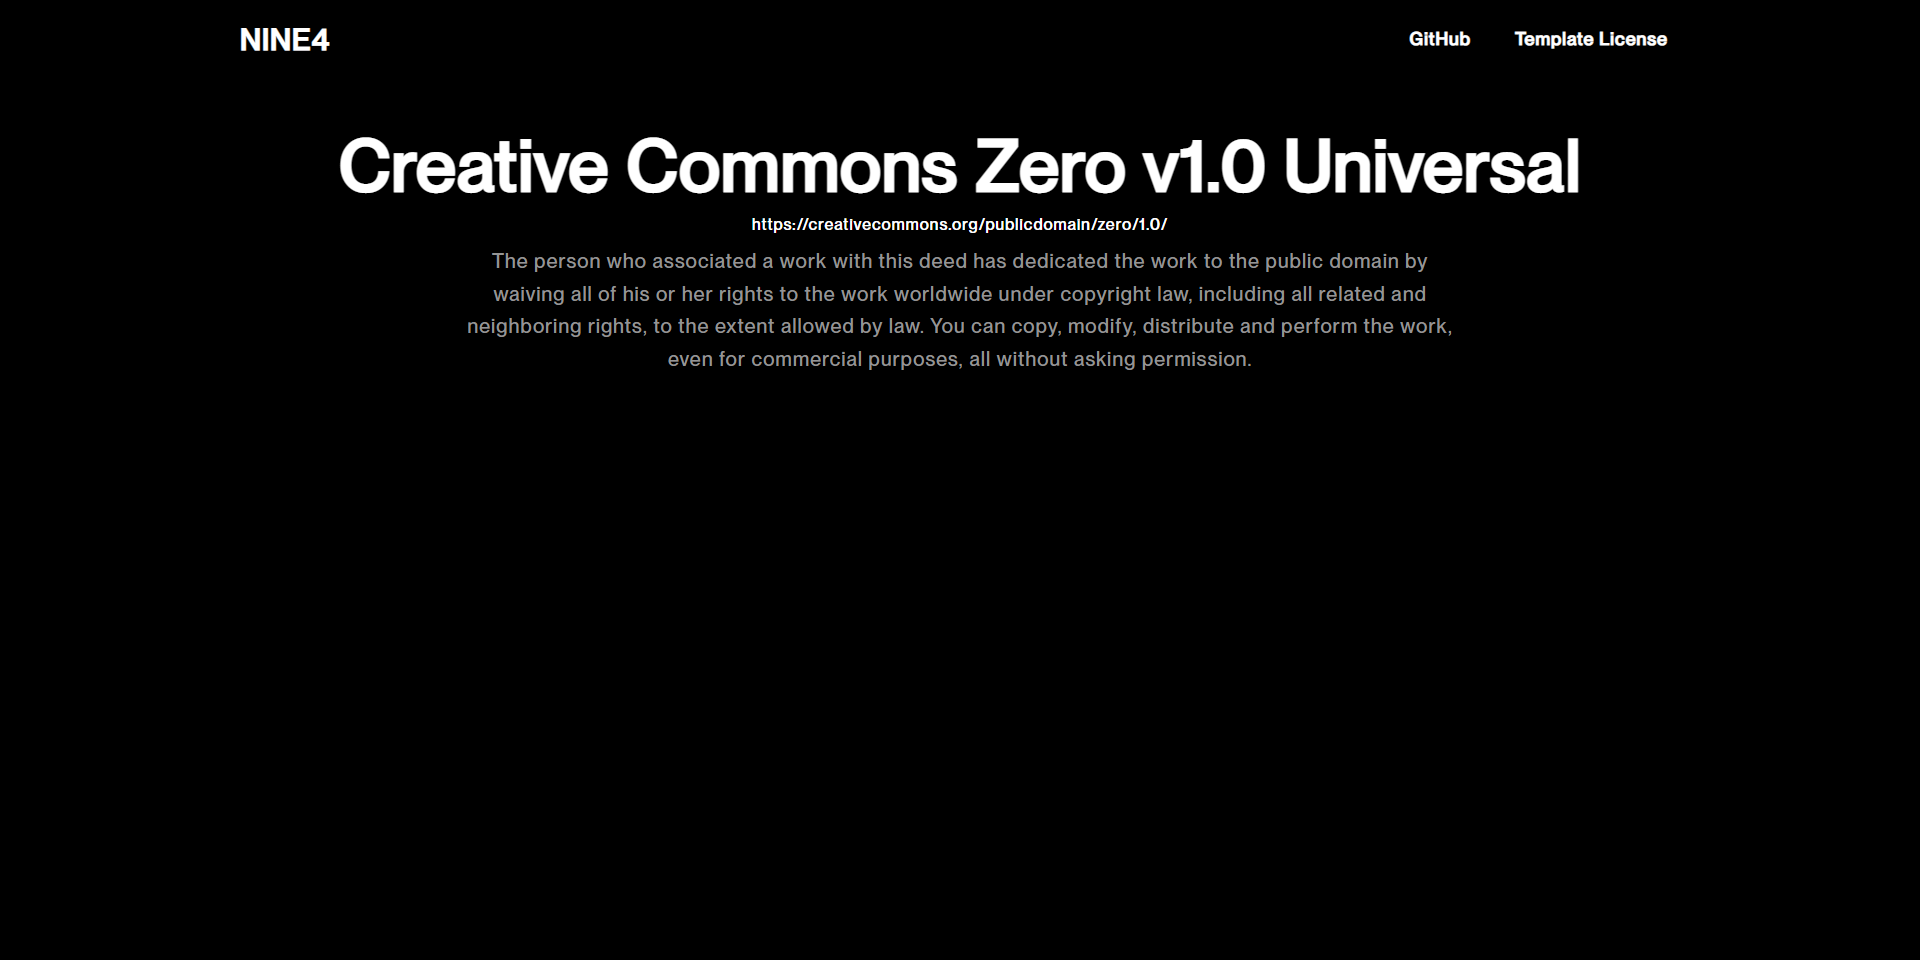 NINE4
GitHub
Template License
Creative Commons Zero v1.0 Universal
https://creativecommons.org/publicdomain/zero/1.0/
The person who associated a work with this deed has dedicated the work to the public domain by
waiving all of his or her rights to the work worldwide under copyright law, including all related and
neighboring rights, to the extent allowed by law. You can copy, modify, distribute and perform the work,
even for commercial purposes, all without asking permission.